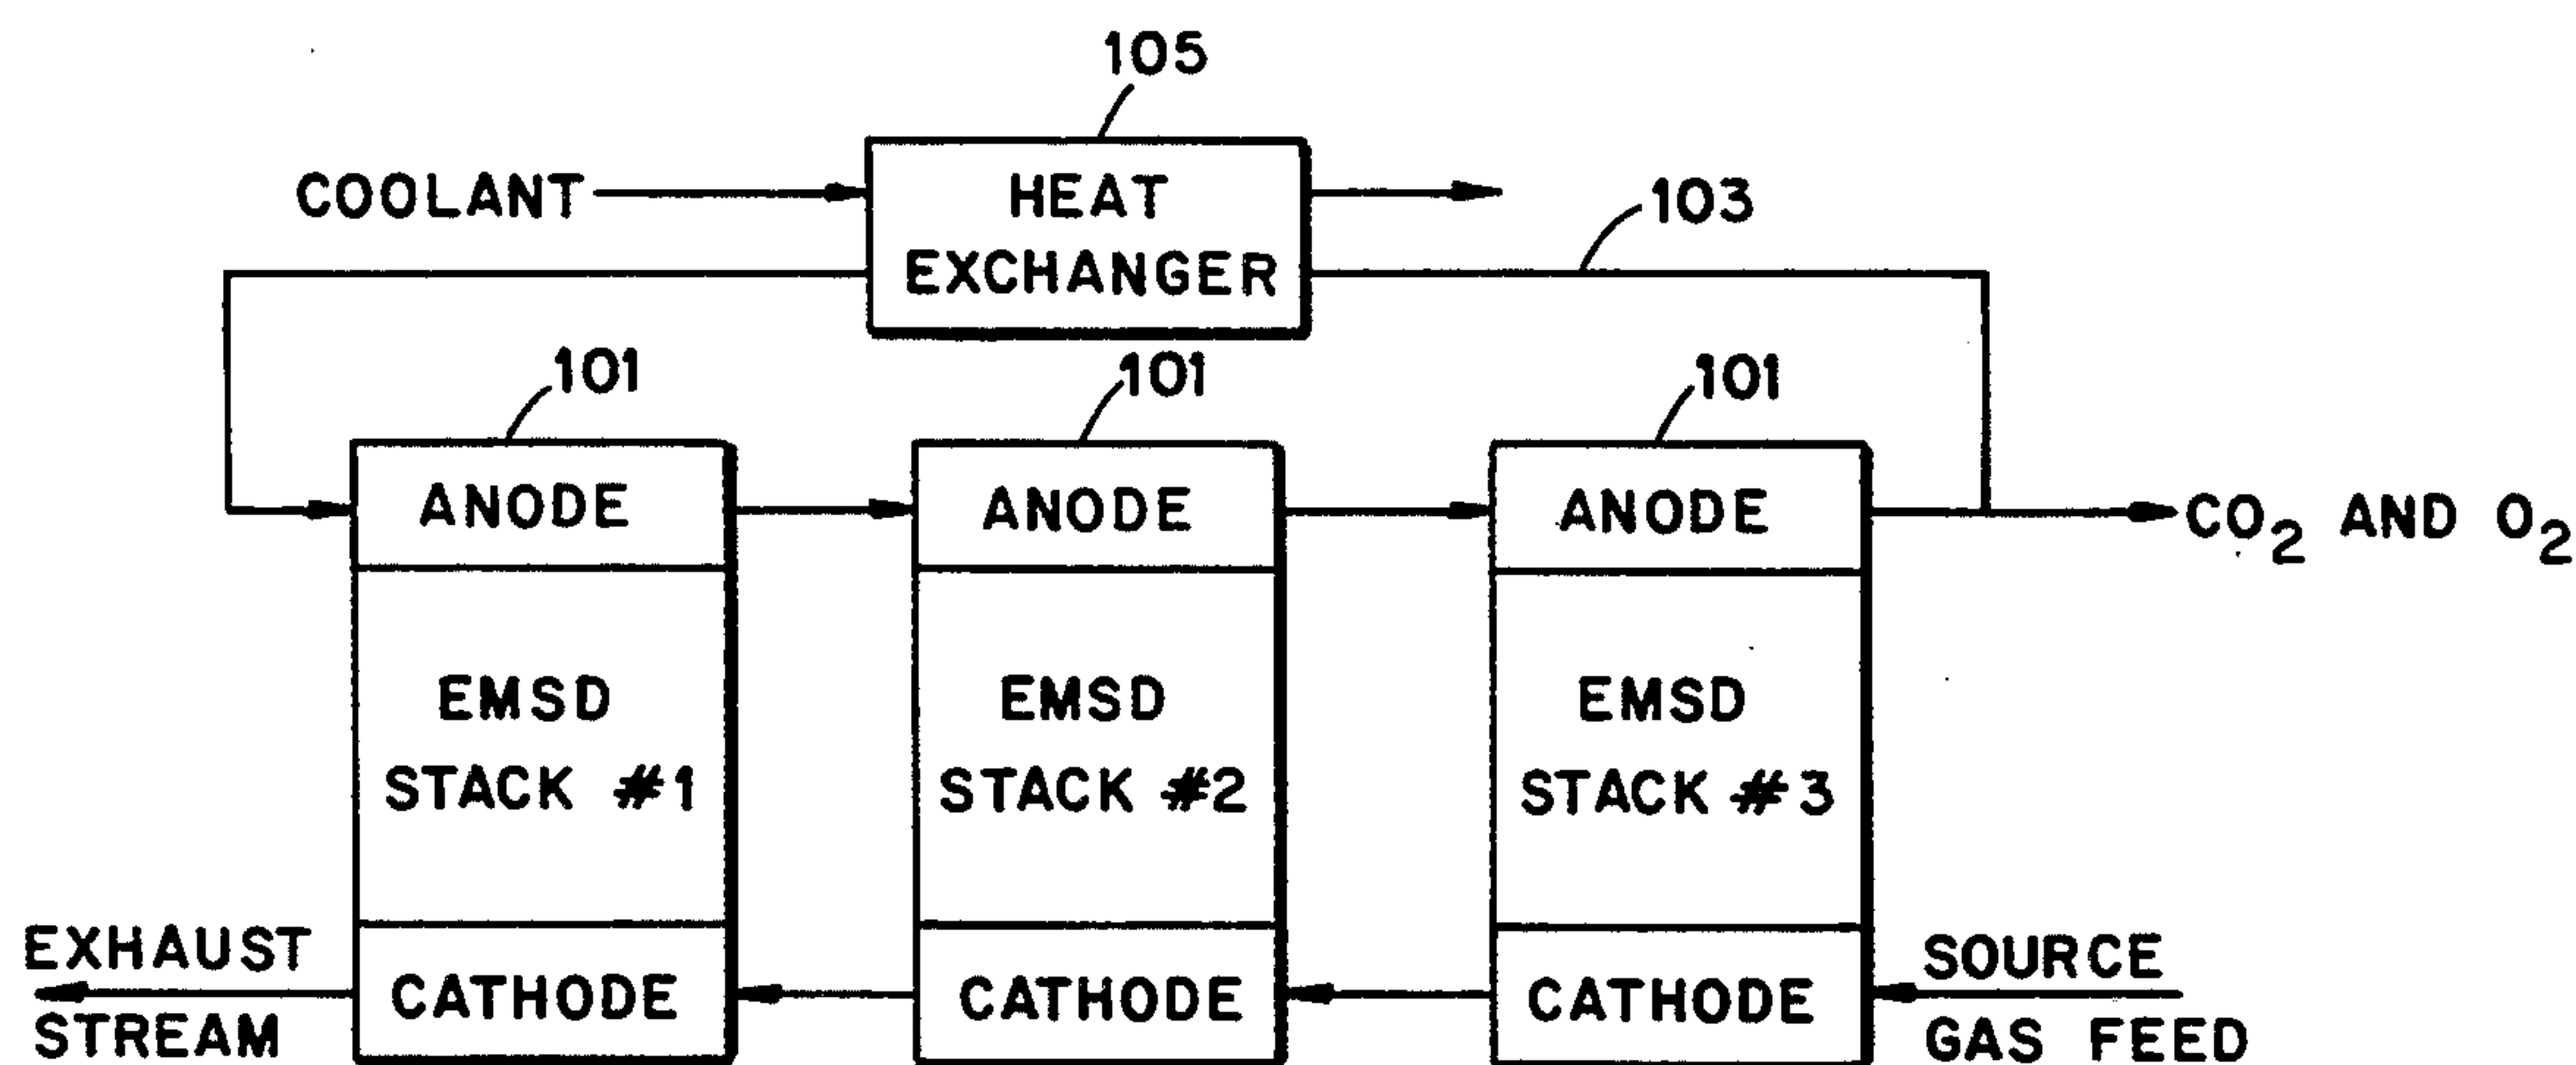 105
COOLANT
HEAT
EXCHANGER
103
101
101
101
ANODE
ANODE
ANODE
CO₂ AND O₂
EMSD
STACK #1
EMSD
STACK #2
EMSD
STACK #3
EXHAUST
STREAM
CATHODE
CATHODE
CATHODE
SOURCE
GAS FEED